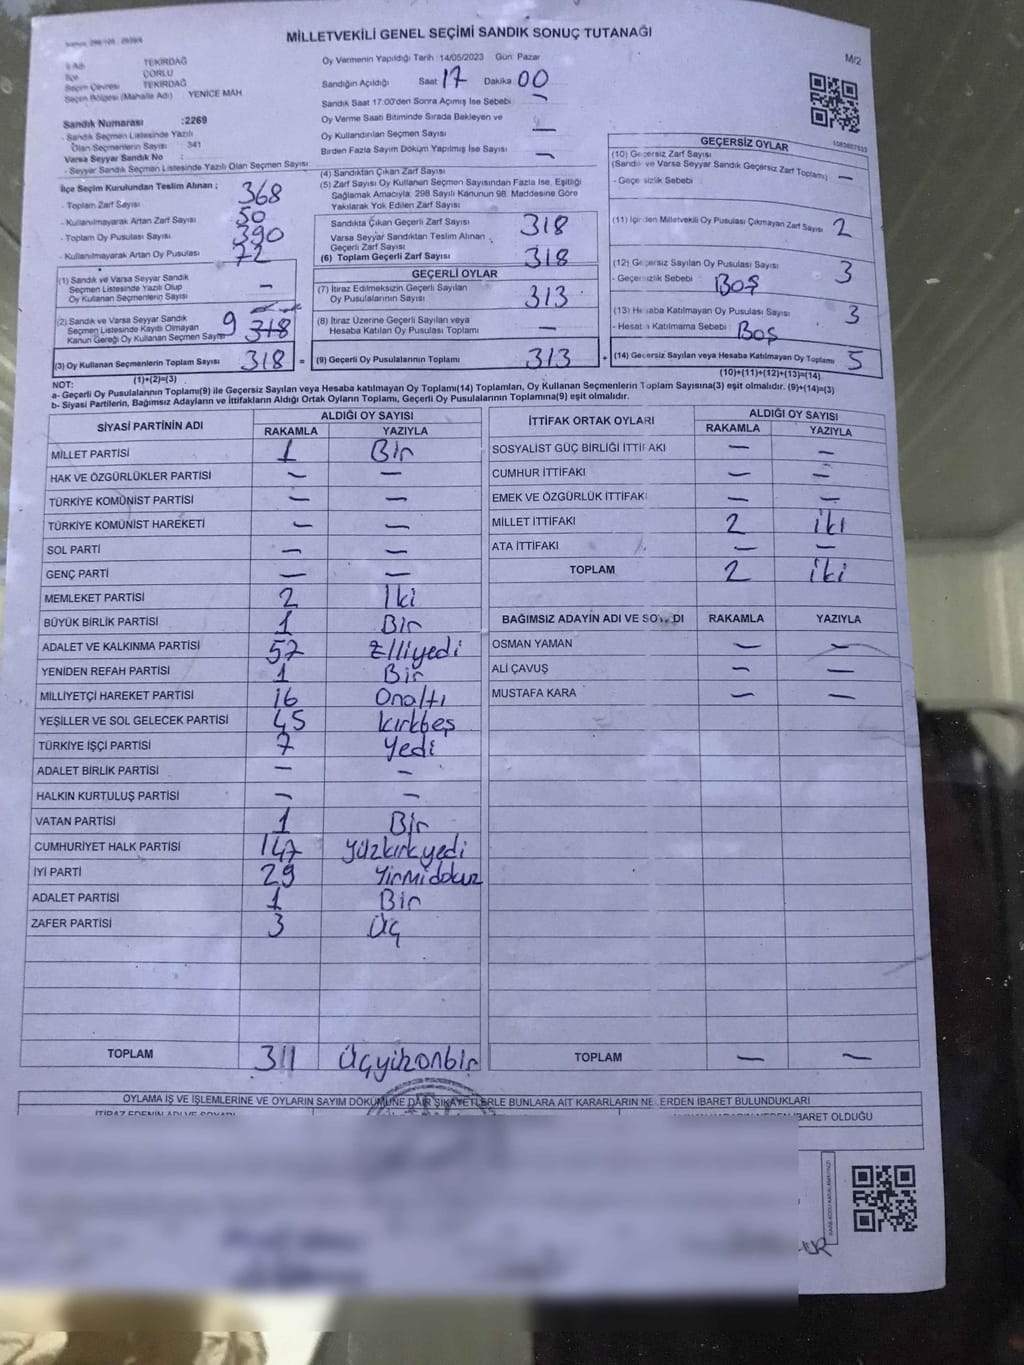 MİLLETVEKİLİ GENEL SEÇİMİ SANDIK SONUÇ TUTANAĞI
M/2
İl Adı TEKİRDAĞ
İlçe ÇORLU
Seçim Çevresi TEKİRDAĞ
Seçim Bölgesi (Mahalle Adı) YENİCE MAH
Sandık Numarası :2269
- Sandık Seçmen Listesinde Yazılı
Olan Seçmenlerin Sayısı 341
Varsa Seyyar Sandık No :
- Seyyar Sandık Seçmen Listesinde Yazılı Olan Seçmen Sayısı
İlçe Seçim Kurulundan Teslim Alınan ;
- Toplam Zarf Sayısı 368
- Kullanılmayarak Artan Zarf Sayısı 50
- Toplam Oy Pusulası Sayısı 390
- Kullanılmayarak Artan Oy Pusulası 72
(1) Sandık ve Varsa Seyyar Sandık
Seçmen Listesinde Yazılı Olup
Oy Kullanan Seçmenlerin Sayısı –
(2) Sandık ve Varsa Seyyar Sandık
Seçmen Listesinde Kayıtlı Olmayan
Kanun Gereği Oy Kullanan Seçmen Sayısı 9 318
(3) Oy Kullanan Seçmenlerin Toplam Sayısı 318 =
(1)+(2)=(3)
Oy Vermenin Yapıldığı Tarih :14/05/2023 Gün: Pazar
Sandığın Açıldığı Saat 17 Dakika 00
Sandık Saat 17:00'den Sonra Açımış İse Sebebi –
Oy Verme Saati Bitiminde Sırada Bekleyen ve
Oy Kullandırılan Seçmen Sayısı –
Birden Fazla Sayım Döküm Yapılmış İse Sayısı –
(4) Sandıktan Çıkan Zarf Sayısı
(5) Zarf Sayısı Oy Kullanan Seçmen Sayısından Fazla İse, Eşitliği
Sağlamak Amacıyla, 298 Sayılı Kanunun 98. Maddesine Göre
Yakılarak Yok Edilen Zarf Sayısı
Sandıkta Çıkan Geçerli Zarf Sayısı 318
Varsa Seyyar Sandıktan Teslim Alınan
Geçerli Zarf Sayısı
(6) Toplam Geçerli Zarf Sayısı 318
GEÇERLİ OYLAR
(7) İtiraz Edilmeksizin Geçerli Sayılan
Oy Pusulalarının Sayısı 313
(8) İtiraz Üzerine Geçerli Sayılan veya
Hesaba Katılan Oy Pusulası Toplamı –
(9) Geçerli Oy Pusulalarının Toplamı 313 +
GEÇERSİZ OYLAR
(10) Geçersiz Zarf Sayısı
(Sandık ve Varsa Seyyar Sandık Geçersiz Zarf Toplamı) –
- Geçersizlik Sebebi
(11) İçinden Milletvekili Oy Pusulası Çıkmayan Zarf Sayısı 2
(12) Geçersiz Sayılan Oy Pusulası Sayısı 3
- Geçersizlik Sebebi Boş
(13) Hesaba Katılmayan Oy Pusulası Sayısı 3
- Hesaba Katılmama Sebebi Boş
(14) Geçersiz Sayılan veya Hesaba Katılmayan Oy Toplamı 5
(10)+(11)+(12)+(13)=(14)
NOT:
a- Geçerli Oy Pusulalarının Toplamı(9) ile Geçersiz Sayılan veya Hesaba katılmayan Oy Toplamı(14) Toplamları, Oy Kullanan Seçmenlerin Toplam Sayısına(3) eşit olmalıdır. (9)+(14)=(3)
b- Siyasi Partilerin, Bağımsız Adayların ve İttifakların Aldığı Ortak Oyların Toplamı, Geçerli Oy Pusulalarının Toplamına(9) eşit olmalıdır.
SİYASİ PARTİNİN ADI ALDIĞI OY SAYISI
RAKAMLA YAZIYLA
MİLLET PARTİSİ 1 Bir
HAK VE ÖZGÜRLÜKLER PARTİSİ – –
TÜRKİYE KOMÜNİST PARTİSİ – –
TÜRKİYE KOMÜNİST HAREKETİ – –
SOL PARTİ – –
GENÇ PARTİ – –
MEMLEKET PARTİSİ 2 İki
BÜYÜK BİRLİK PARTİSİ 1 Bir
ADALET VE KALKINMA PARTİSİ 57 Elliyedi
YENİDEN REFAH PARTİSİ 1 Bir
MİLLİYETÇİ HAREKET PARTİSİ 16 Onaltı
YEŞİLLER VE SOL GELECEK PARTİSİ 45 Kırkbeş
TÜRKİYE İŞÇİ PARTİSİ 7 Yedi
ADALET BİRLİK PARTİSİ – –
HALKIN KURTULUŞ PARTİSİ – –
VATAN PARTİSİ 1 Bir
CUMHURİYET HALK PARTİSİ 147 Yüzkırkyedi
İYİ PARTİ 29 Yirmidokuz
ADALET PARTİSİ 1 Bir
ZAFER PARTİSİ 3 Üç
TOPLAM 311 Üçyüzonbir
İTTİFAK ORTAK OYLARI ALDIĞI OY SAYISI
RAKAMLA YAZIYLA
SOSYALİST GÜÇ BİRLİĞİ İTTİFAKI – –
CUMHUR İTTİFAKI – –
EMEK VE ÖZGÜRLÜK İTTİFAKI – –
MİLLET İTTİFAKI 2 iki
ATA İTTİFAKI – –
TOPLAM 2 iki
BAĞIMSIZ ADAYIN ADI VE SOYADI RAKAMLA YAZIYLA
OSMAN YAMAN – –
ALİ ÇAVUŞ – –
MUSTAFA KARA – –
TOPLAM – –
OYLAMA İŞ VE İŞLEMLERİNE VE OYLARIN SAYIM DÖKÜMÜNE DAİR ŞİKAYETLERLE BUNLARA AİT KARARLARIN NELERDEN İBARET BULUNDUKLARI
İTİRAZ EDENİN ADI VE SOYADI
İBARET OLDUĞU